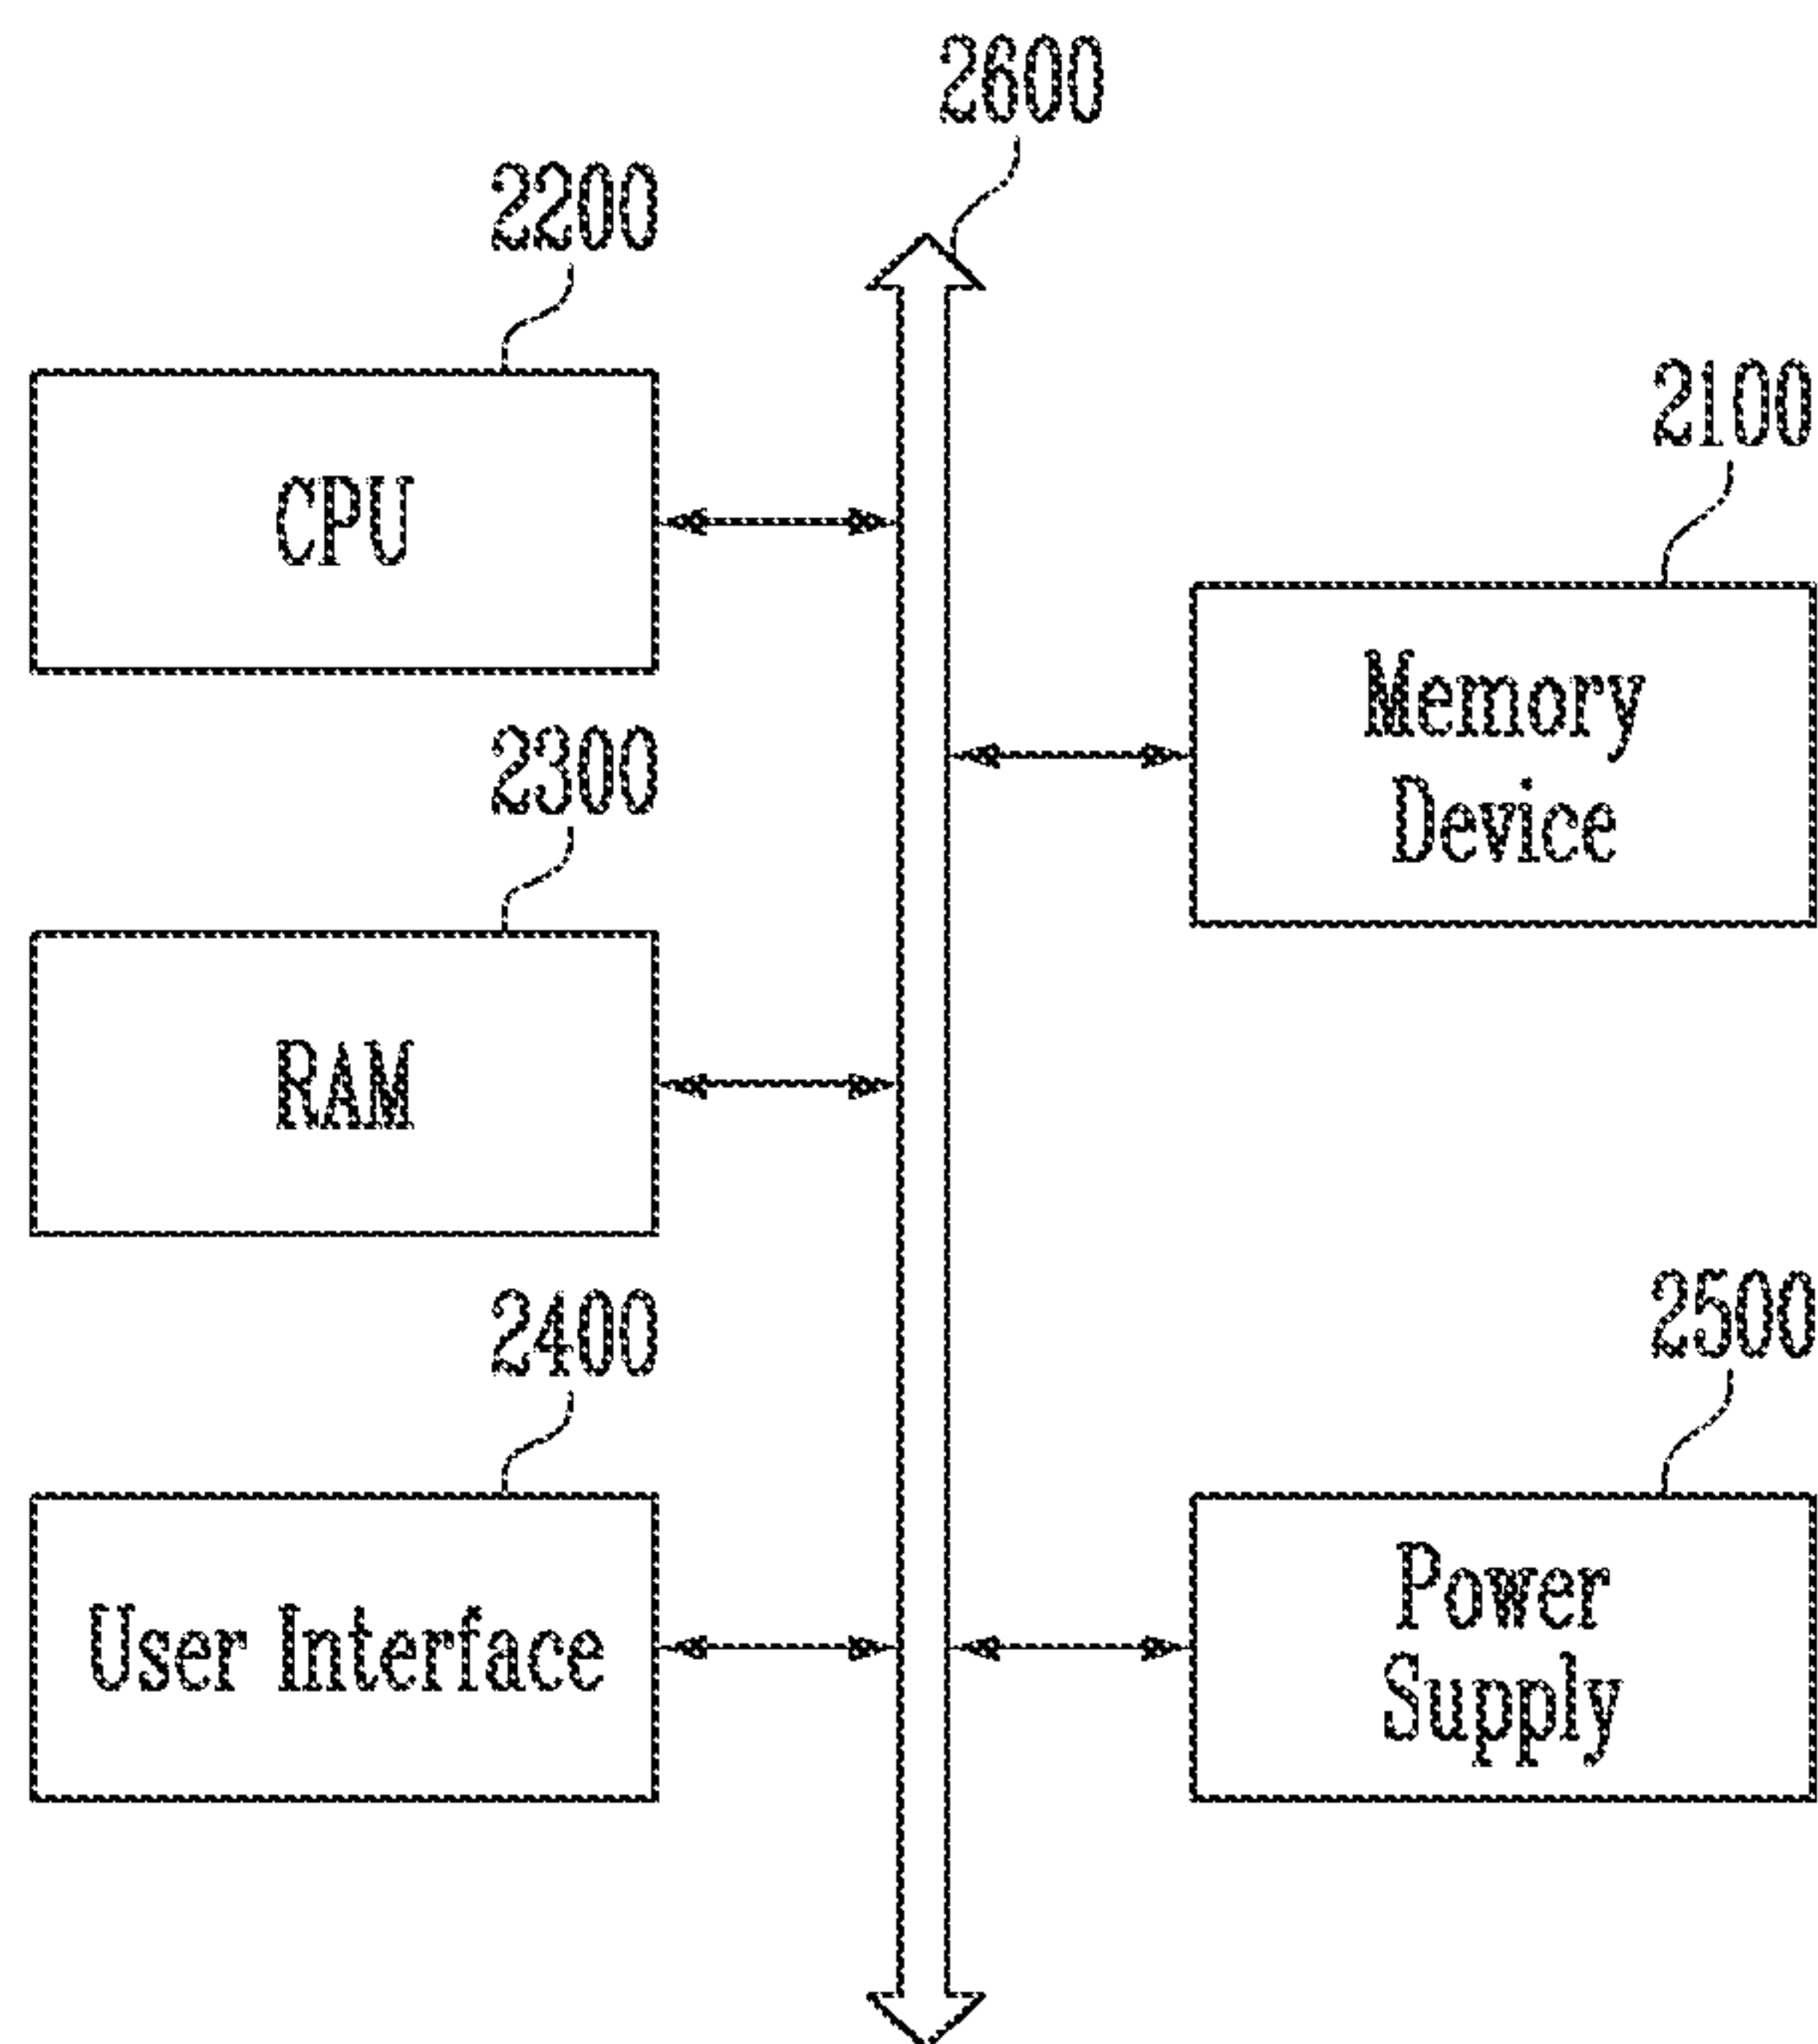 2600
2200
CPU
2100
Memory
Device
2300
RAM
2400
User Interface
2500
Power
Supply